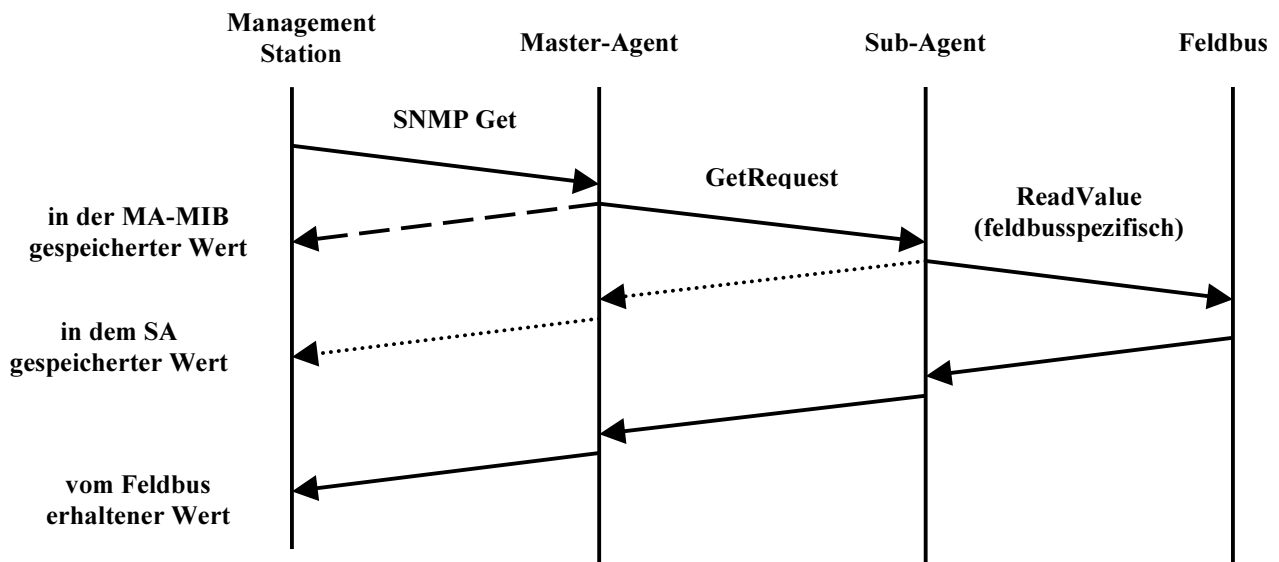 Management
Station
Master-Agent
Sub-Agent
Feldbus
SNMP Get
GetRequest
ReadValue
(feldbusspezifisch)
in der MA-MIB
gespeicherter Wert
in dem SA
gespeicherter Wert
vom Feldbus
erhaltener Wert